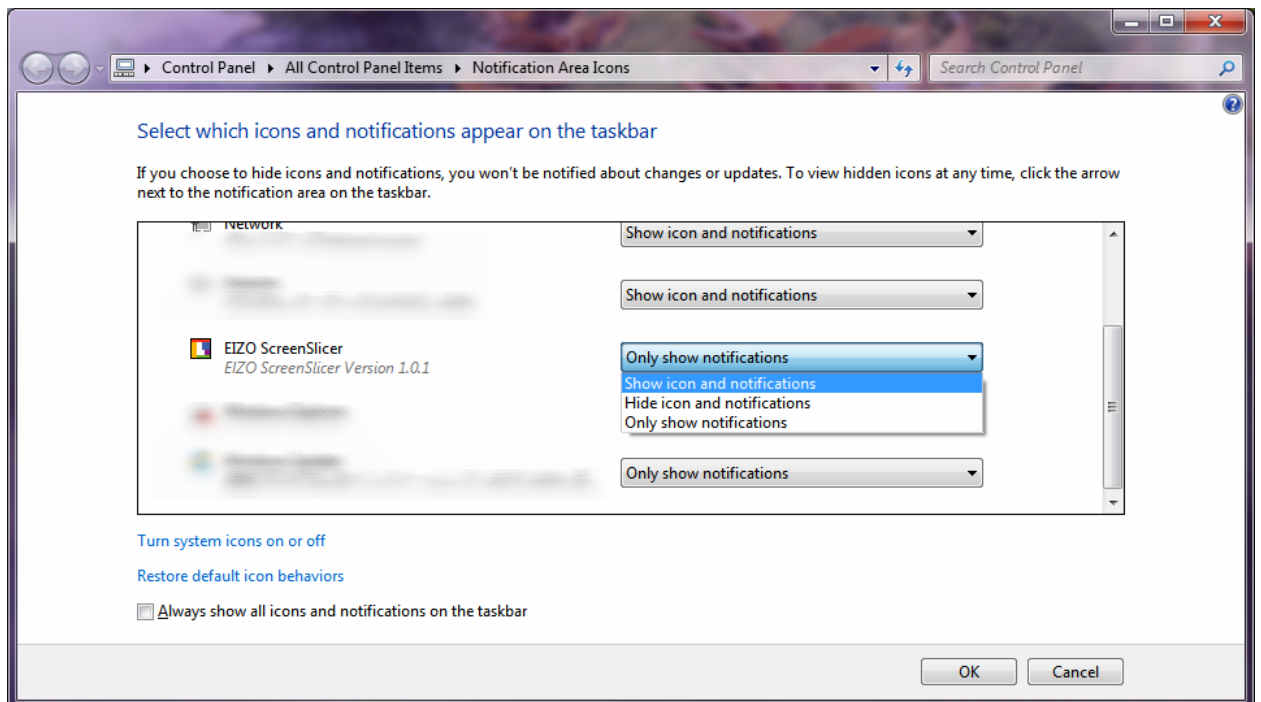 Control Panel ▸ All Control Panel Items ▸ Notification Area Icons
Search Control Panel
Select which icons and notifications appear on the taskbar
If you choose to hide icons and notifications, you won't be notified about changes or updates. To view hidden icons at any time, click the arrow
next to the notification area on the taskbar.
Network
Show icon and notifications
Show icon and notifications
EIZO ScreenSlicer
EIZO ScreenSlicer Version 1.0.1
Only show notifications
Show icon and notifications
Hide icon and notifications
Only show notifications
Only show notifications
Turn system icons on or off
Restore default icon behaviors
Always show all icons and notifications on the taskbar
OK
Cancel